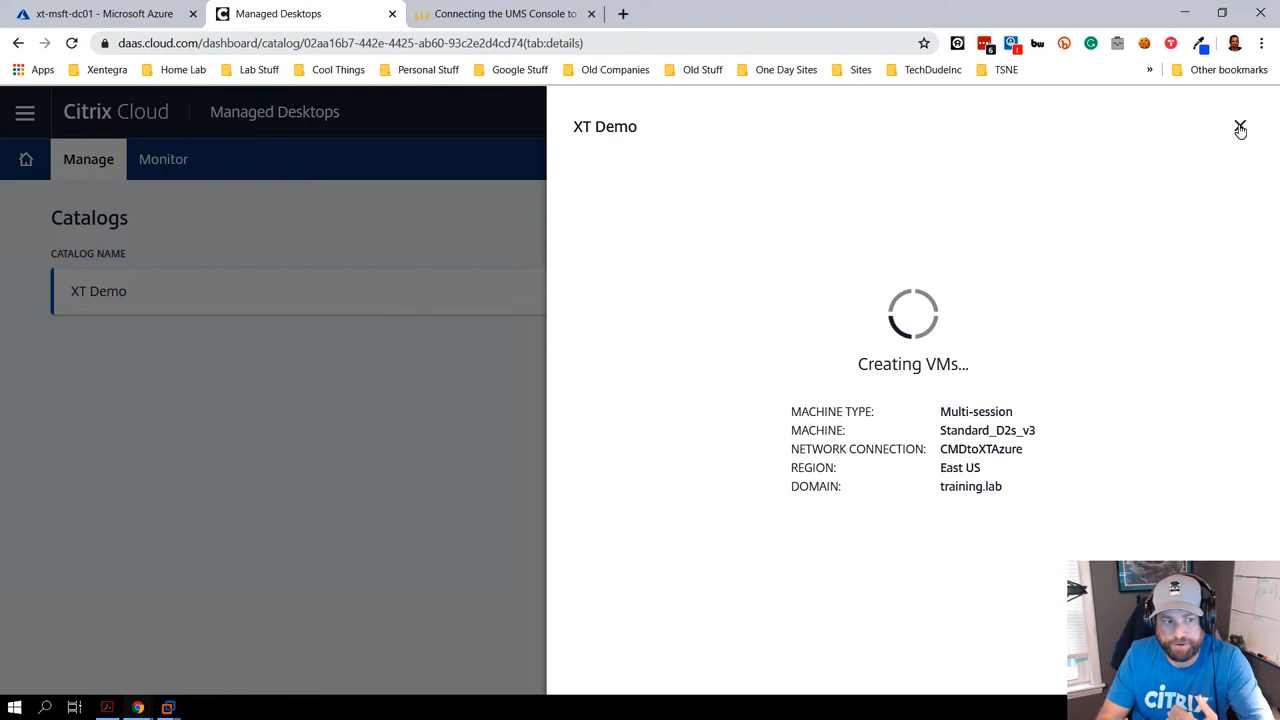 xt-msft-dc01 - Microsoft Azure
Managed Desktops
Connecting the UMS Console to
daas.cloud.com/dashboard/catalog/02aa16b7-442e-4425-ab60-93c2e2d4cd74(tab:details)
6
bw
Apps
Xentegra
Home Lab
Lab Stuff
Cool Things
Personal Stuff
Google Stuff
Old Companies
Old Stuff
One Day Sites
Sites
TechDudeInc
TSNE
»
Other bookmarks
Citrix Cloud
Managed Desktops
Manage
Monitor
Catalogs
CATALOG NAME
XT Demo
XT Demo
Creating VMs...
MACHINE TYPE: Multi-session
MACHINE: Standard_D2s_v3
NETWORK CONNECTION: CMDtoXTAzure
REGION: East US
DOMAIN: training.lab
CİTRIX